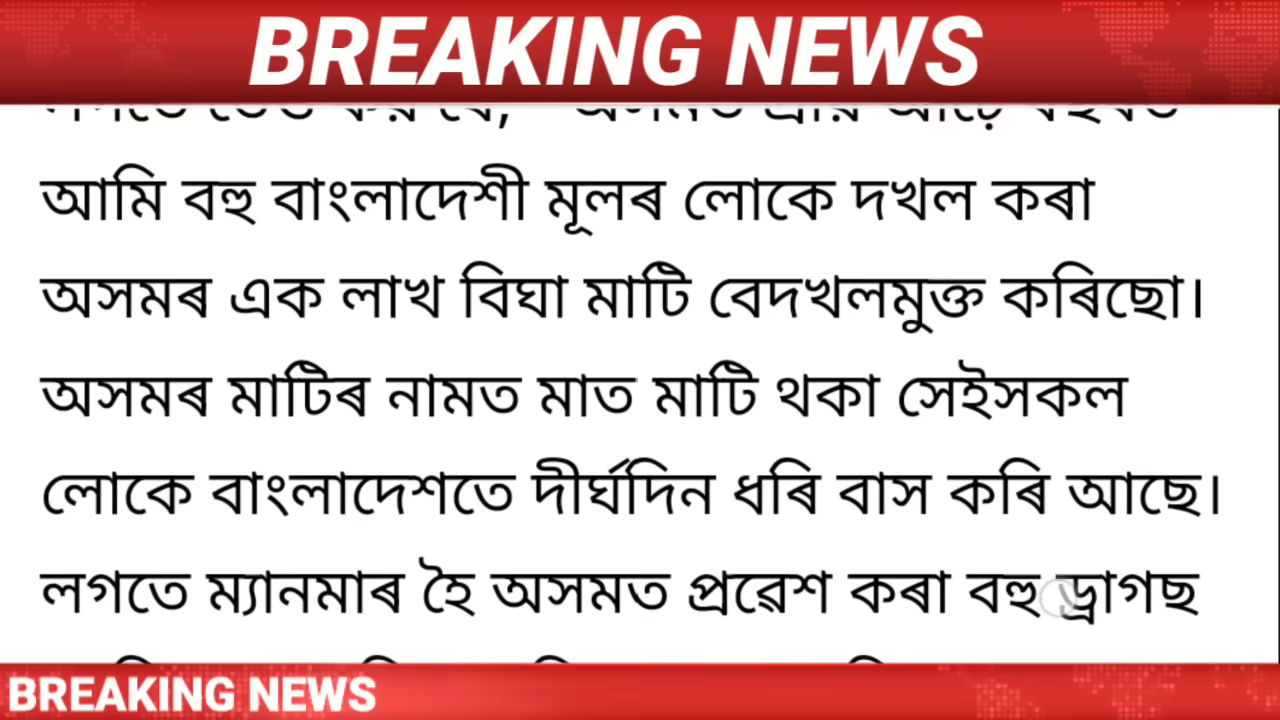 BREAKING NEWS
আমি বহু বাংলাদেশী মূলৰ লোকে দখল কৰা
অসমৰ এক লাখ বিঘা মাটি বেদখলমুক্ত কৰিছো।
অসমৰ মাটিৰ নামত মাত মাটি থকা সেইসকল
লোকে বাংলাদেশতে দীৰ্ঘদিন ধৰি বাস কৰি আছে।
লগতে ম্যানমাৰ হৈ অসমত প্ৰৱেশ কৰা বহু ড্ৰাগছ
BREAKING NEWS